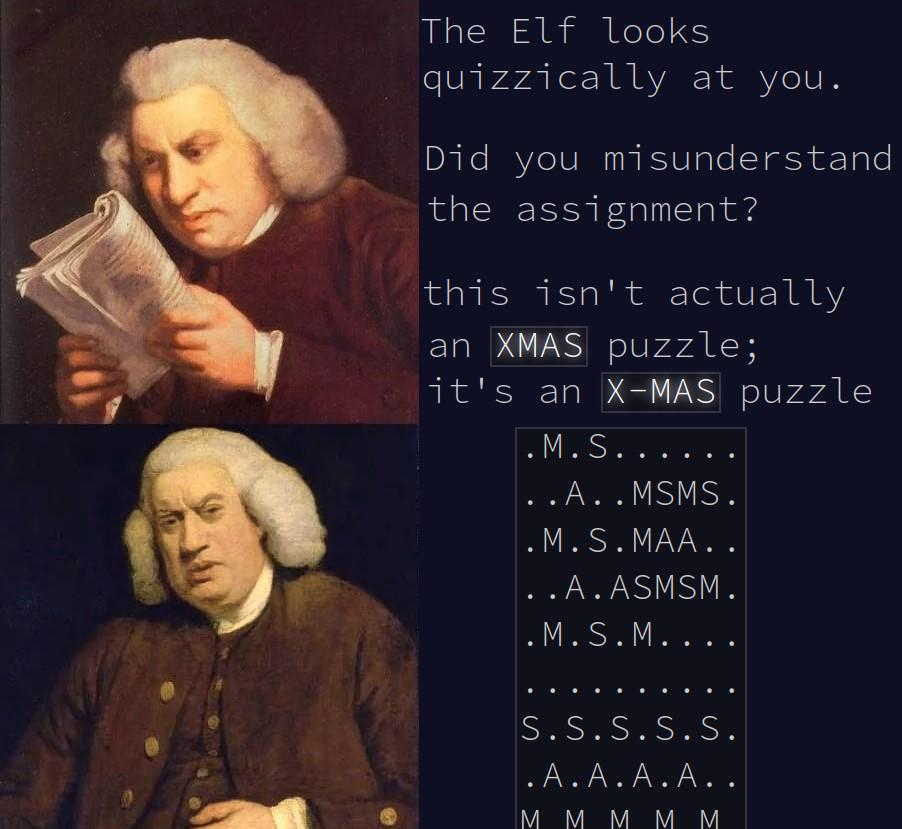 The Elf looks
quizzically at you.
Did you misunderstand
the assignment?
this isn't actually
an XMAS puzzle;
it's an X-MAS puzzle
.M.S......
..A..MSMS.
.M.S.MAA..
..A.ASMSM.
.M.S.M....
..........
S.S.S.S.S.
.A.A.A.A..
M M M M M